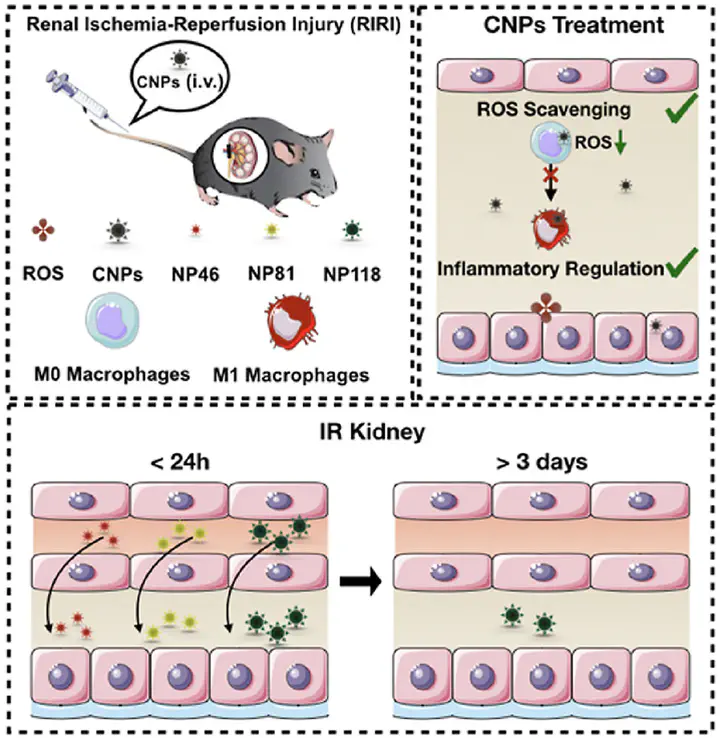 Renal Ischemia-Reperfusion Injury (RIRI)
CNPs (i.v.)
ROS CNPs NP46 NP81 NP118
M0 Macrophages M1 Macrophages
CNPs Treatment
ROS Scavenging
ROS
Inflammatory Regulation
IR Kidney
< 24h > 3 days